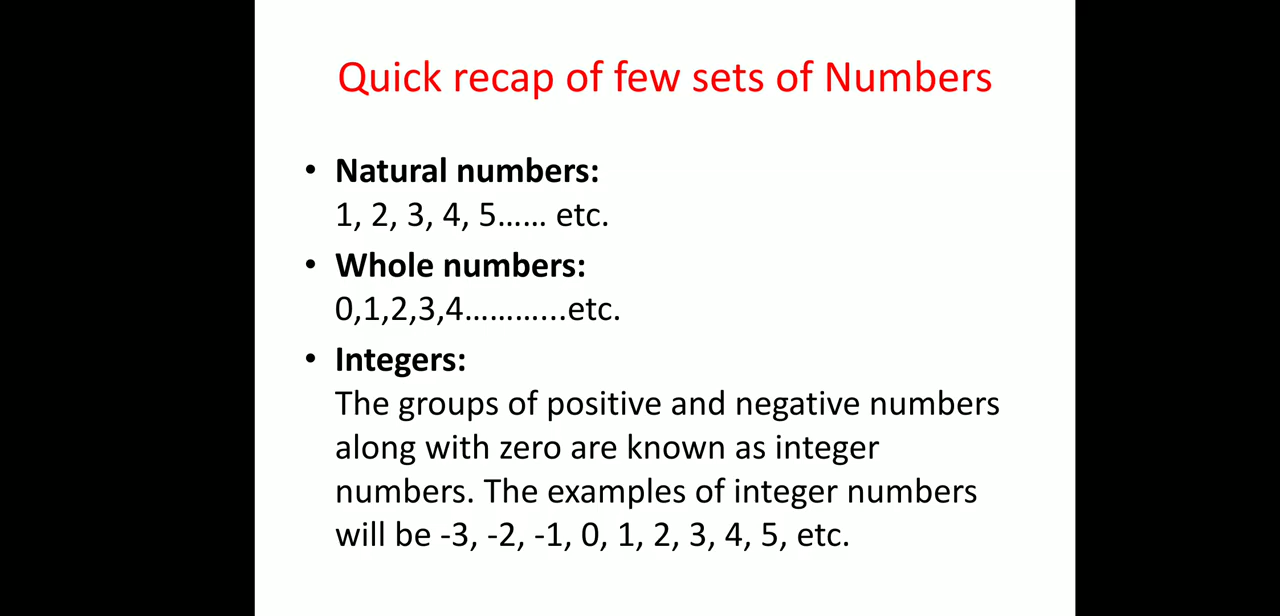 Quick recap of few sets of Numbers
• Natural numbers:
1, 2, 3, 4, 5…… etc.
• Whole numbers:
0,1,2,3,4………...etc.
• Integers:
The groups of positive and negative numbers
along with zero are known as integer
numbers. The examples of integer numbers
will be -3, -2, -1, 0, 1, 2, 3, 4, 5, etc.